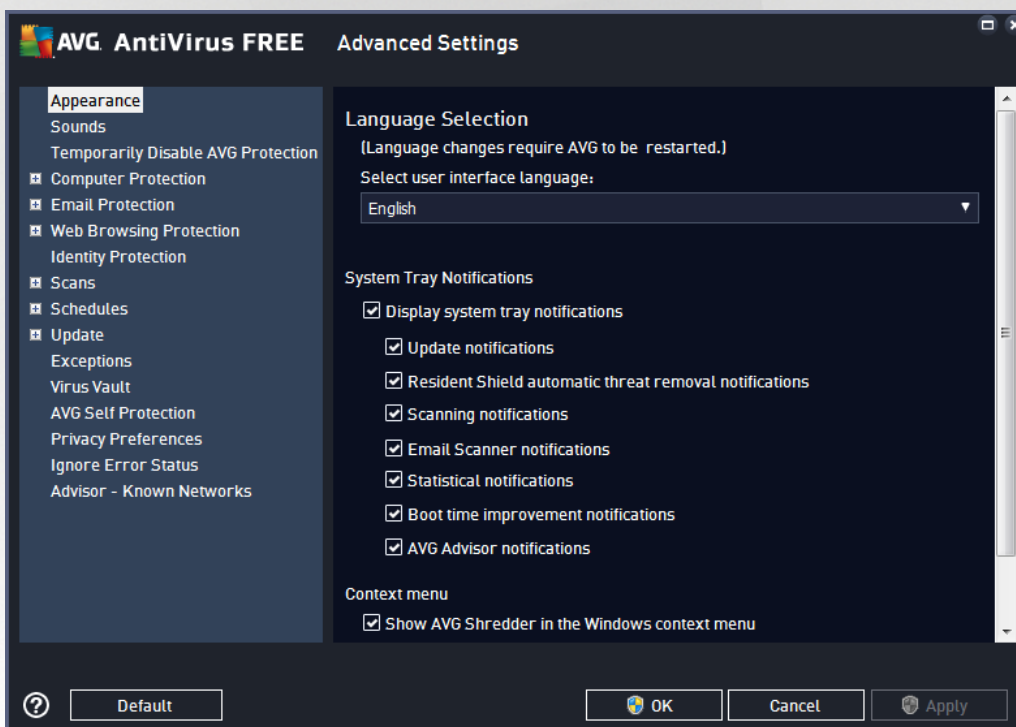 AVG. AntiVirus FREE Advanced Settings
Appearance
Sounds
Temporarily Disable AVG Protection
Computer Protection
Email Protection
Web Browsing Protection
Identity Protection
Scans
Schedules
Update
Exceptions
Virus Vault
AVG Self Protection
Privacy Preferences
Ignore Error Status
Advisor - Known Networks
Language Selection
(Language changes require AVG to be restarted.)
Select user interface language:
English
System Tray Notifications
Display system tray notifications
Update notifications
Resident Shield automatic threat removal notifications
Scanning notifications
Email Scanner notifications
Statistical notifications
Boot time improvement notifications
AVG Advisor notifications
Context menu
Show AVG Shredder in the Windows context menu
? Default OK Cancel Apply